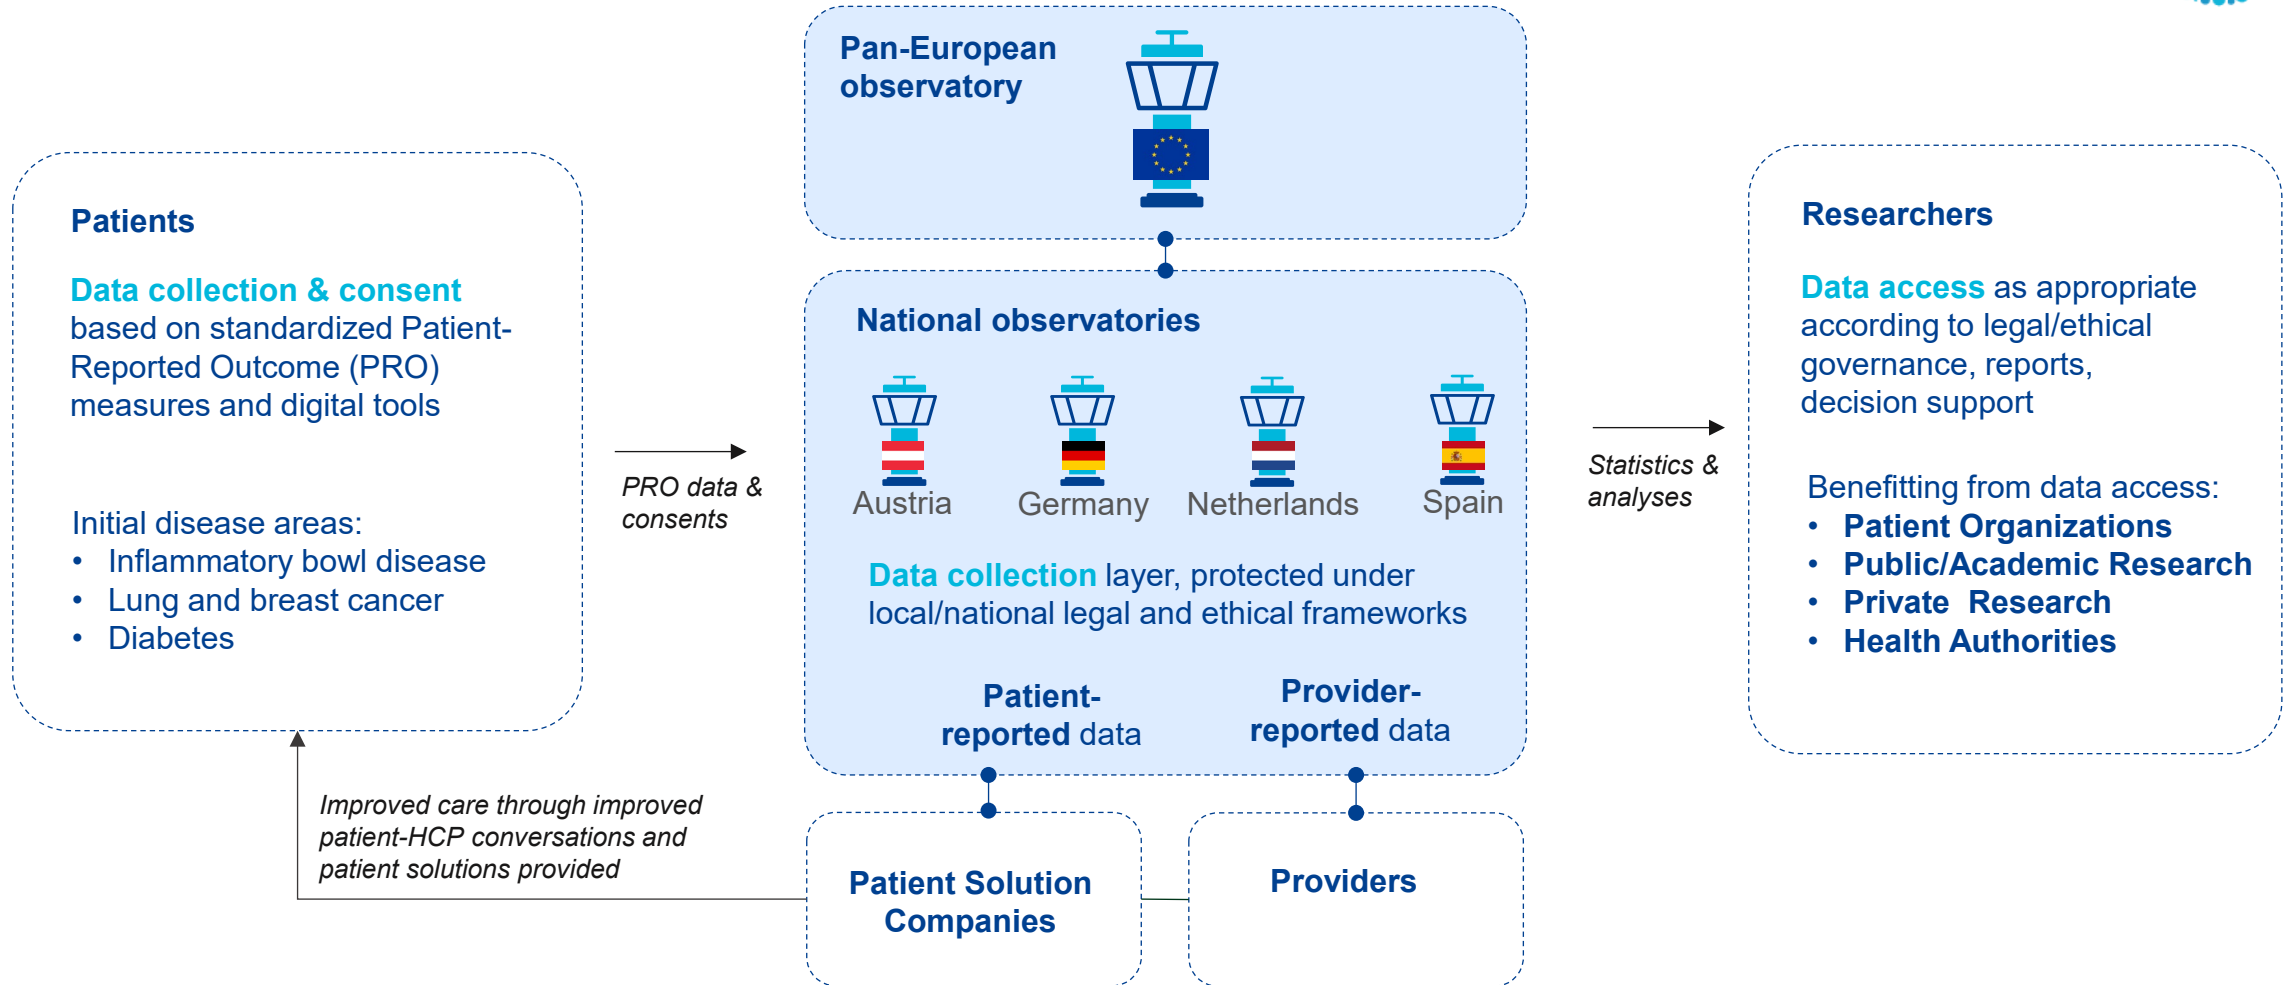 Pan-European
observatory
Patients
Data collection & consent
based on standardized Patient-
Reported Outcome (PRO)
measures and digital tools
Initial disease areas:
• Inflammatory bowl disease
• Lung and breast cancer
• Diabetes
PRO data &
consents
National observatories
Austria
Germany
Netherlands
Spain
Data collection layer, protected under
local/national legal and ethical frameworks
Patient-
reported data
Provider-
reported data
Statistics &
analyses
Researchers
Data access as appropriate
according to legal/ethical
governance, reports,
decision support
Benefitting from data access:
• Patient Organizations
• Public/Academic Research
• Private  Research
• Health Authorities
Improved care through improved
patient-HCP conversations and
patient solutions provided
Patient Solution
Companies
Providers